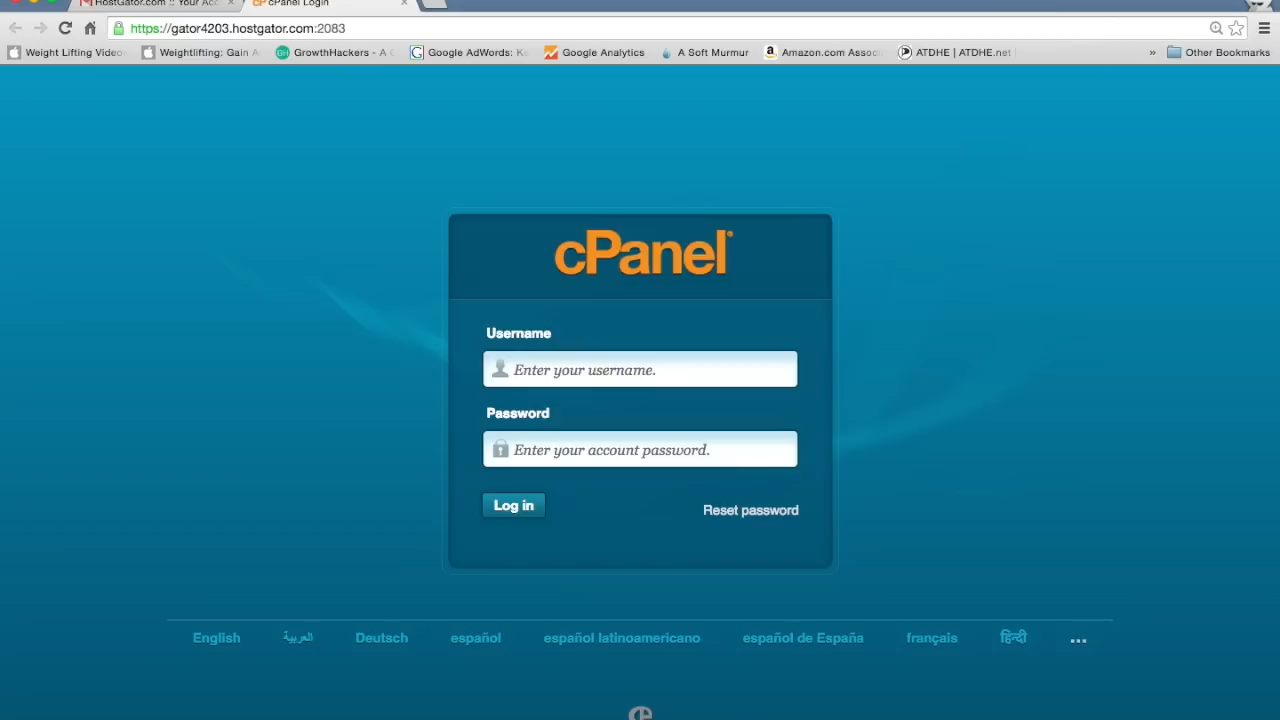 HostGator.com :: Your Acc
cPanel Login
https://gator4203.hostgator.com:2083
Weight Lifting Video
Weightlifting: Gain A
GrowthHackers - A
Google AdWords: Ke
Google Analytics
A Soft Murmur
Amazon.com Assoc
ATDHE | ATDHE.net
»
Other Bookmarks
cPanel
Username
Enter your username.
Password
Enter your account password.
Log in
Reset password
English
العربية
Deutsch
español
español latinoamericano
español de España
français
हिन्दी
...